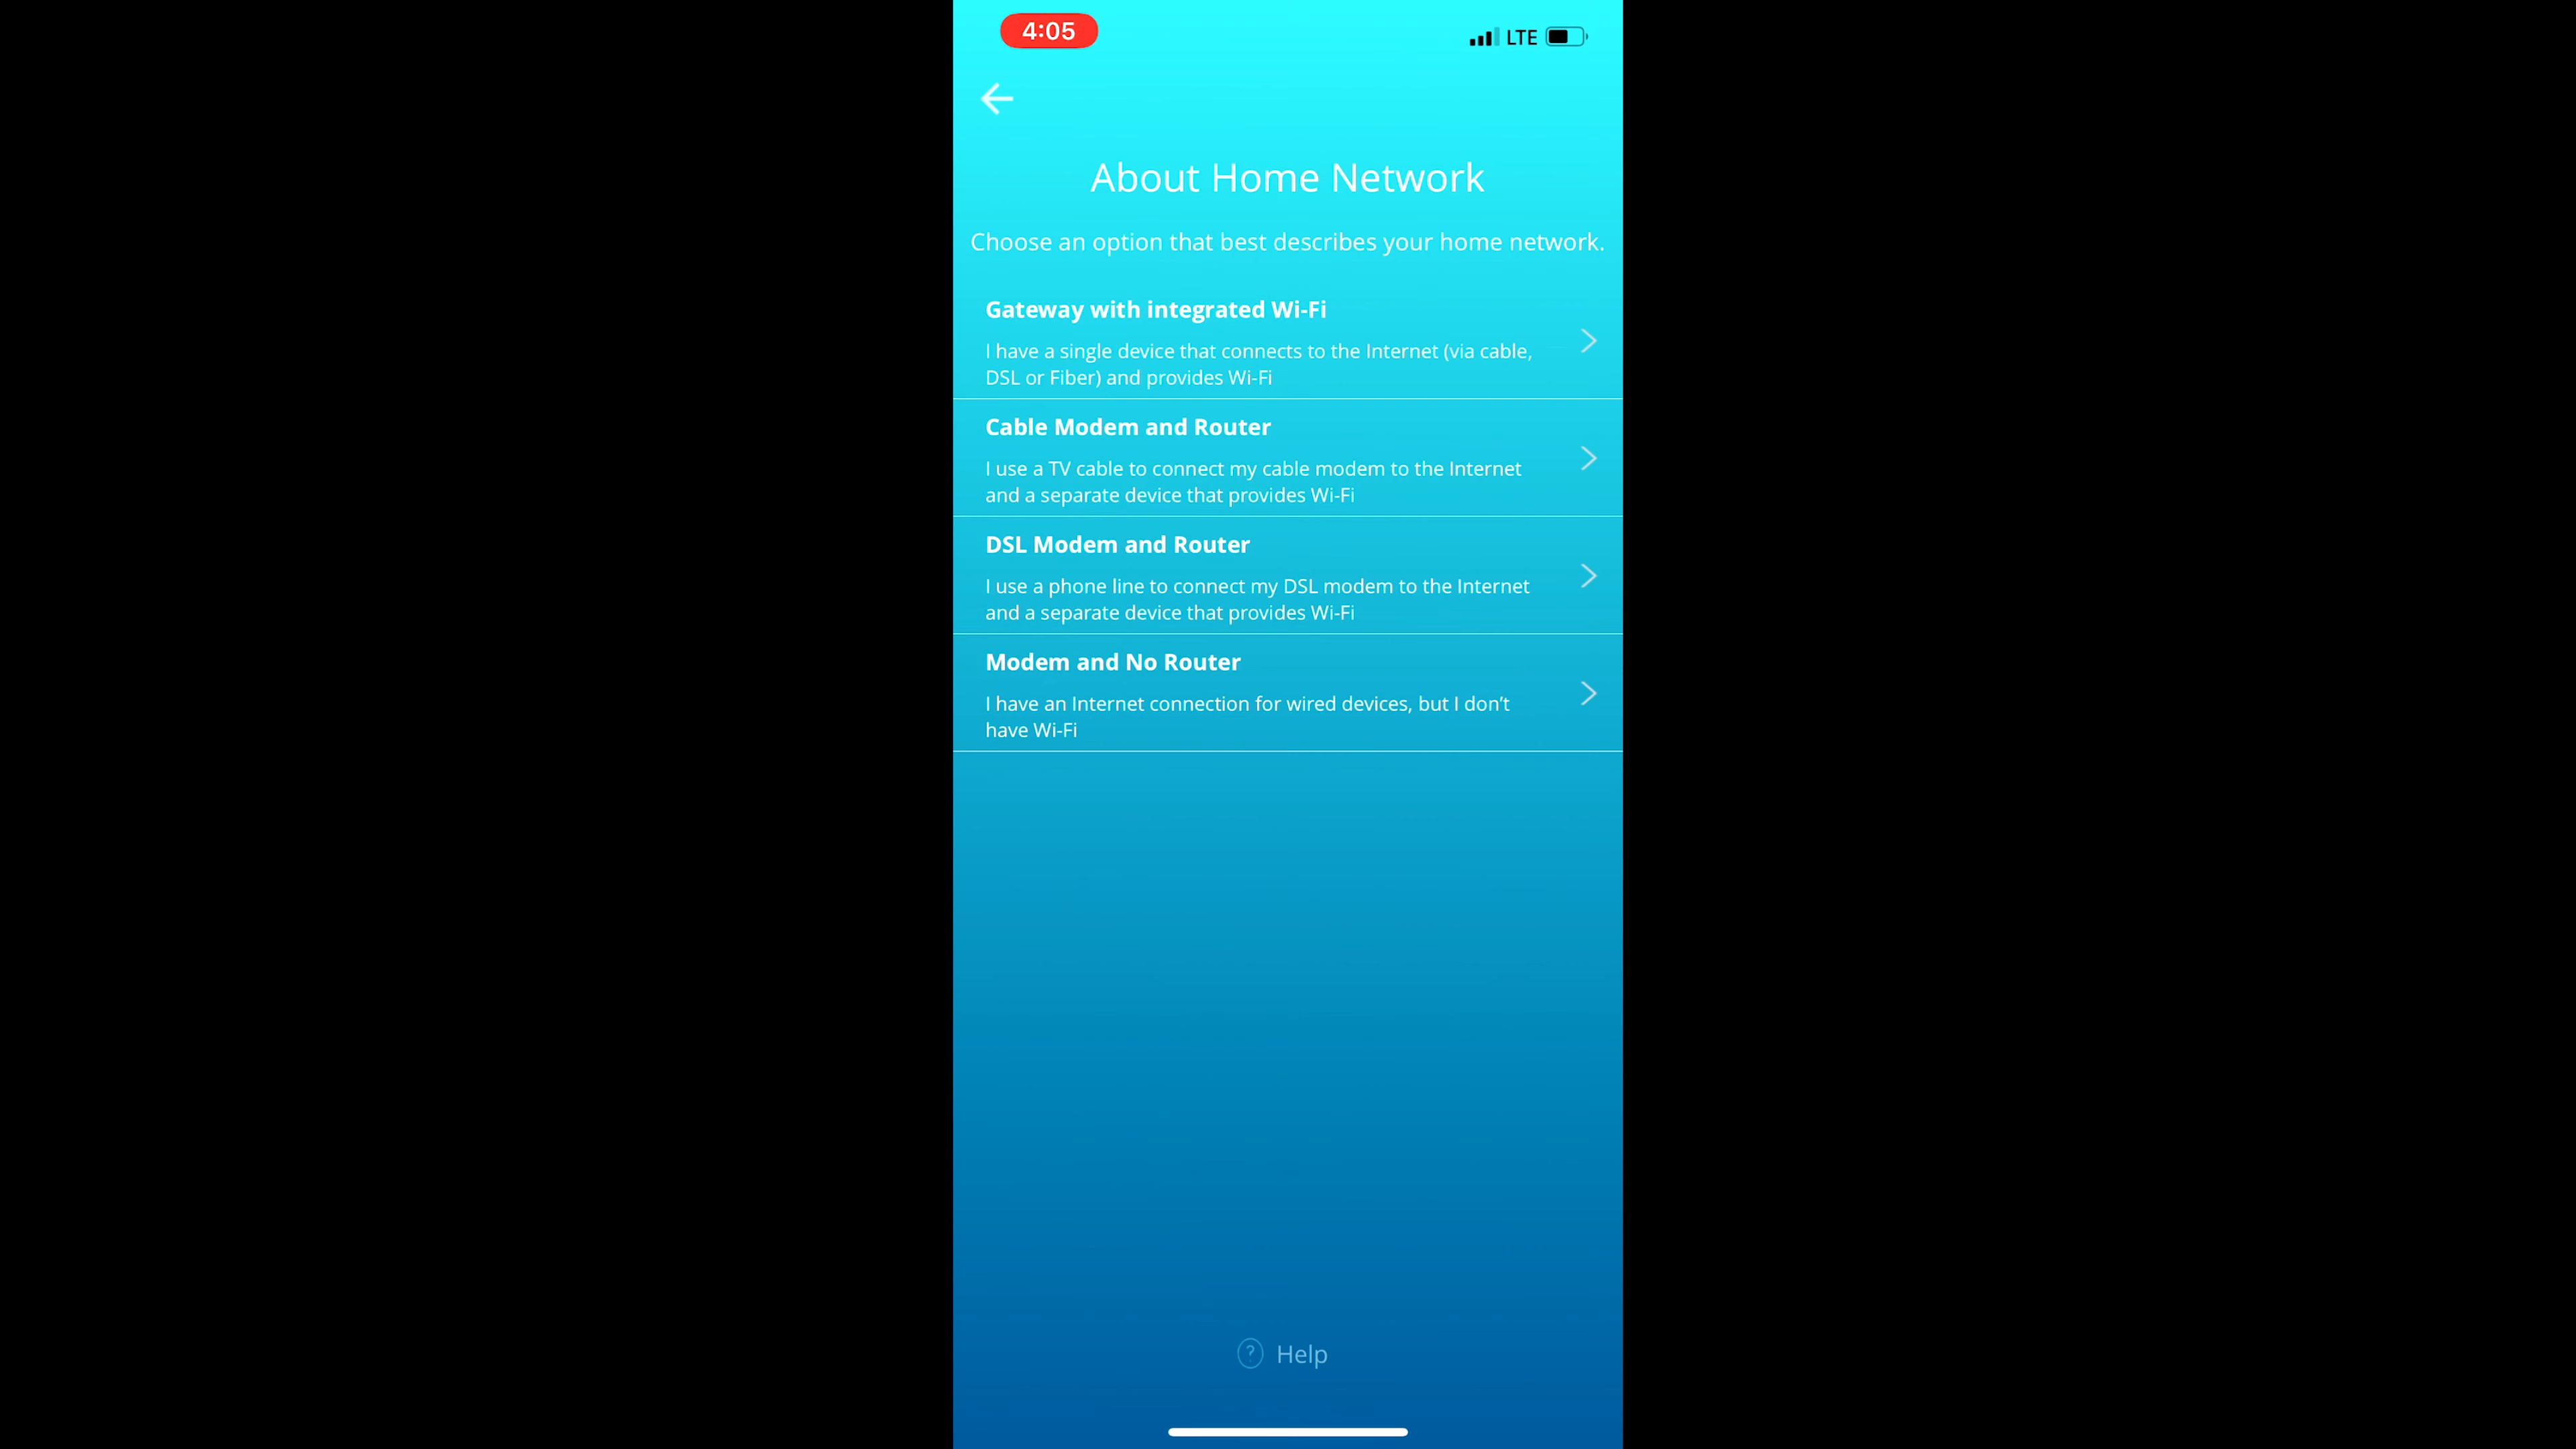 4:05
LTE
About Home Network
Choose an option that best describes your home network.
Gateway with integrated Wi-Fi
I have a single device that connects to the Internet (via cable,
DSL or Fiber) and provides Wi-Fi
Cable Modem and Router
I use a TV cable to connect my cable modem to the Internet
and a separate device that provides Wi-Fi
DSL Modem and Router
I use a phone line to connect my DSL modem to the Internet
and a separate device that provides Wi-Fi
Modem and No Router
I have an Internet connection for wired devices, but I don’t
have Wi-Fi
? Help